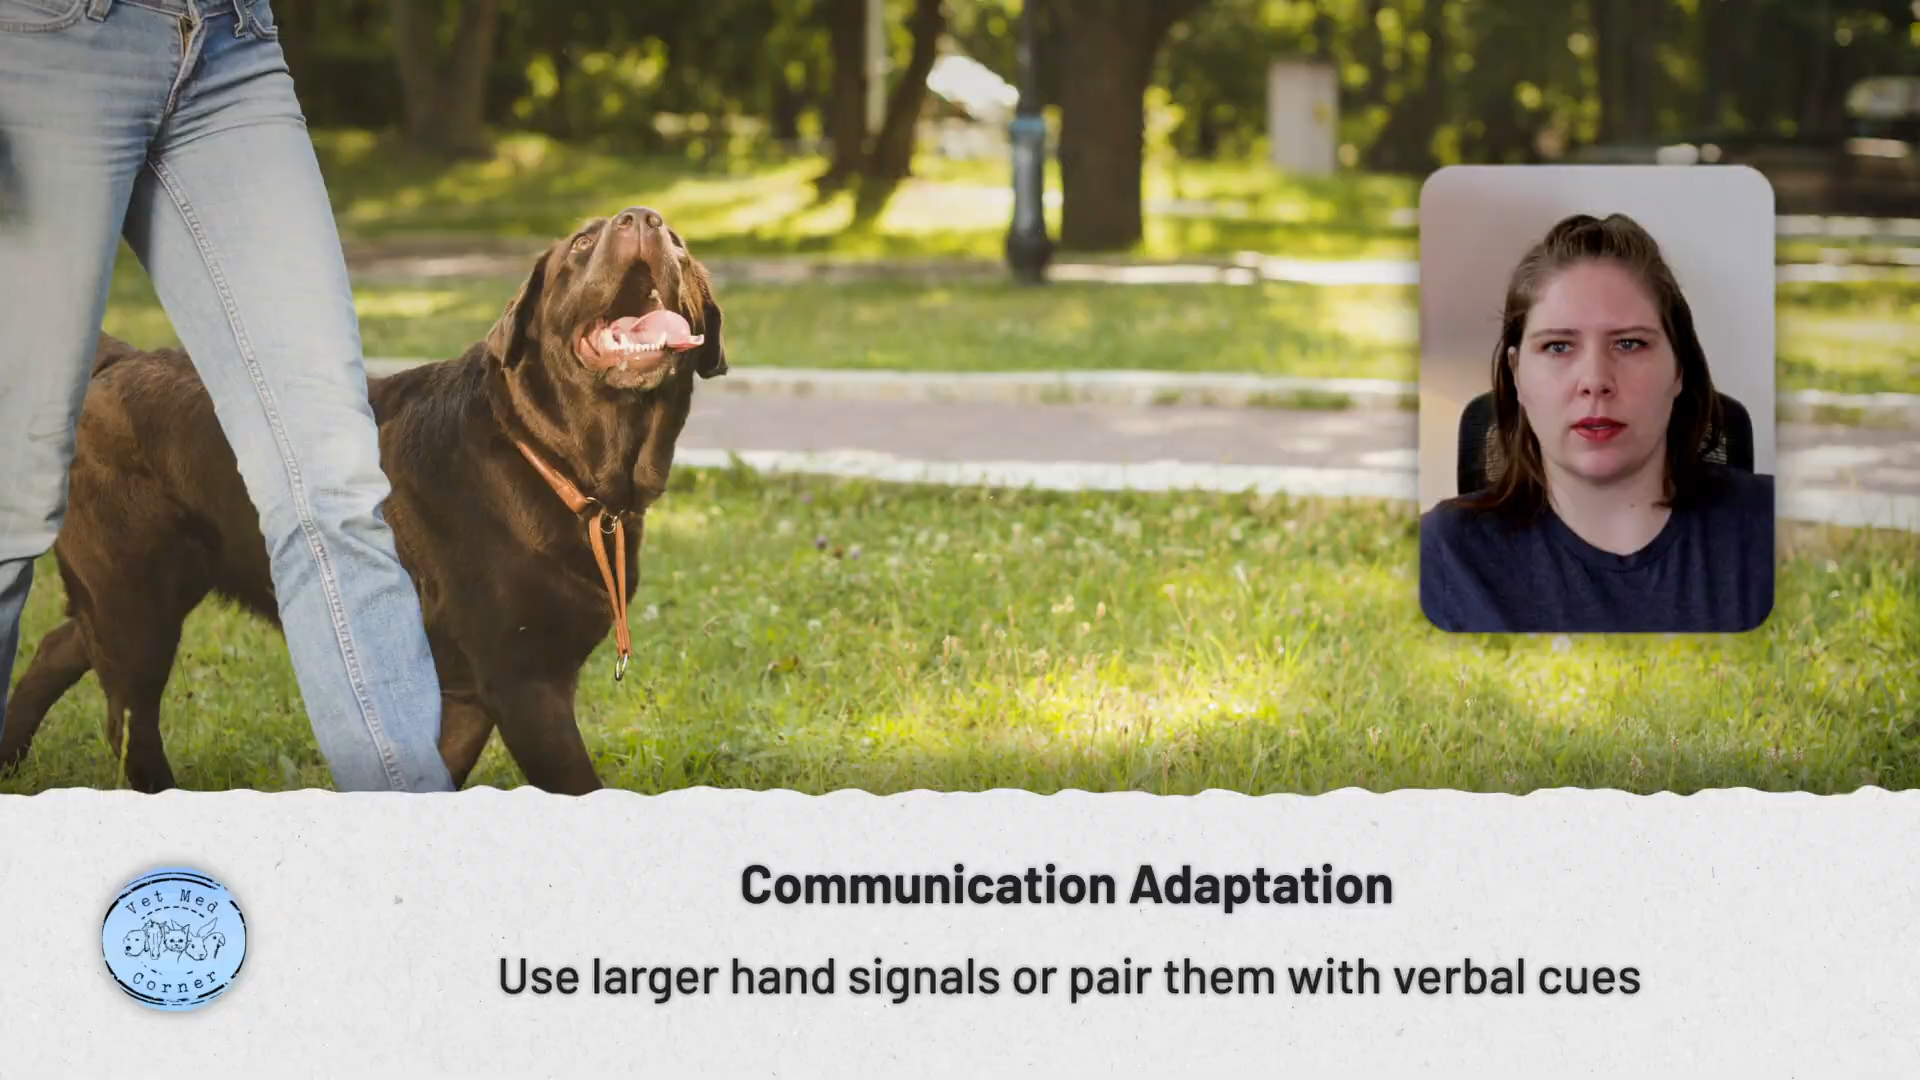 Communication Adaptation
Vet Med
Use larger hand signals or pair them with verbal cues
Corner